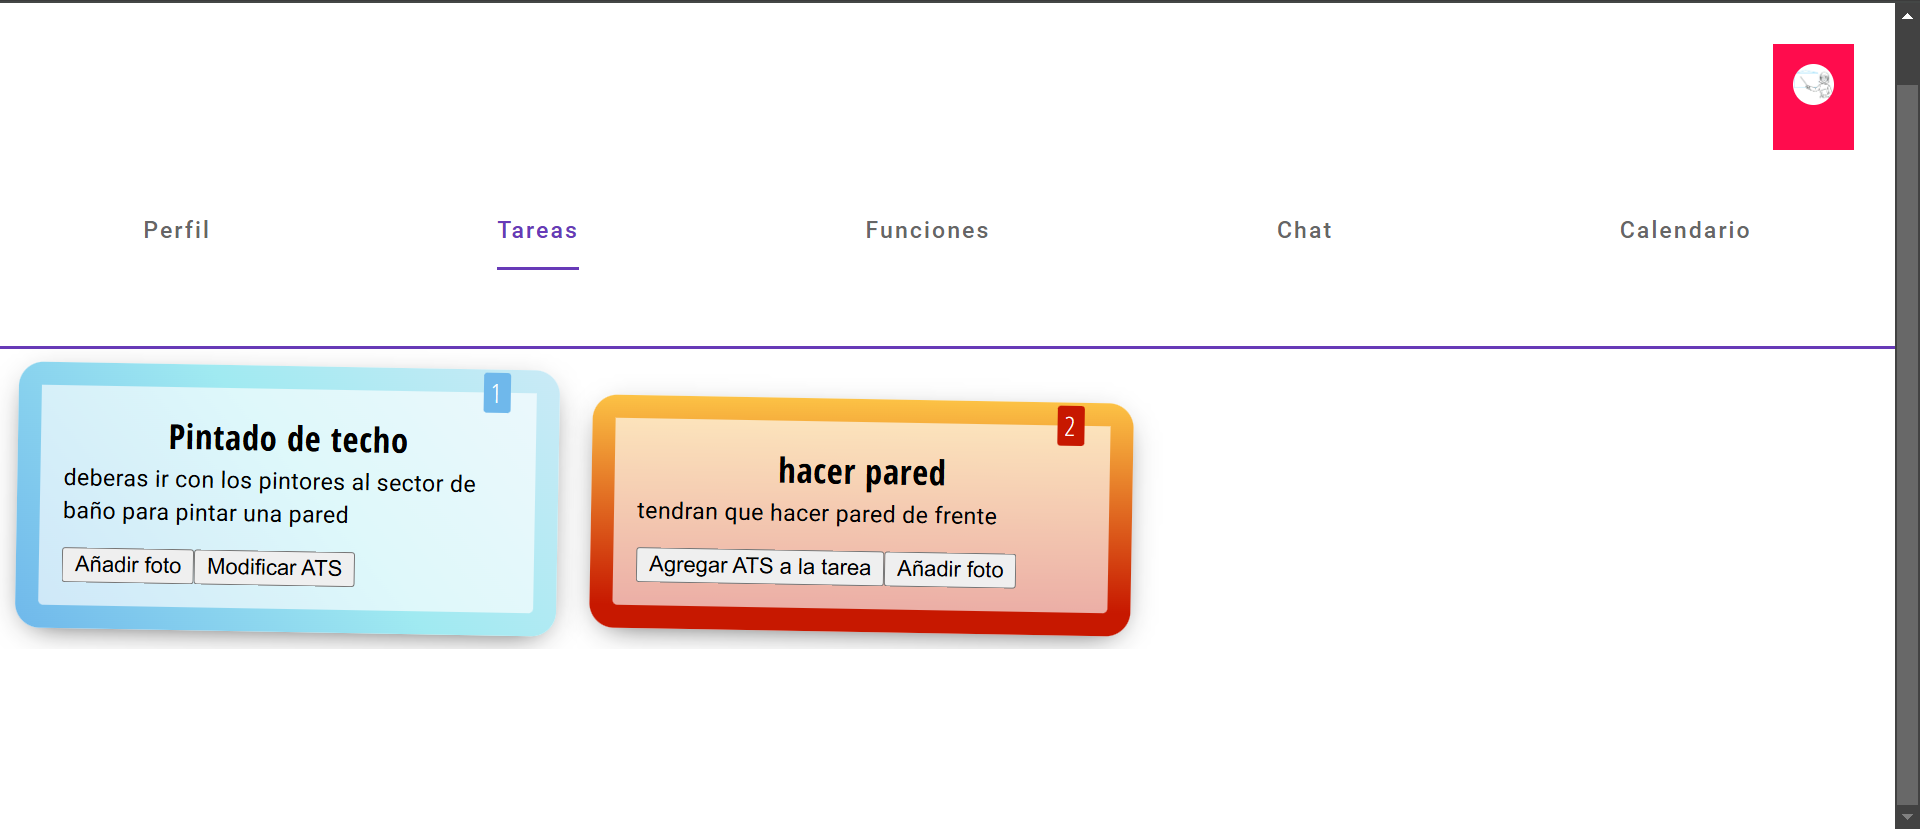 Perfil
Tareas
Funciones
Chat
Calendario
1
Pintado de techo
deberas ir con los pintores al sector de
baño para pintar una pared
Añadir foto
Modificar ATS
2
hacer pared
tendran que hacer pared de frente
Agregar ATS a la tarea
Añadir foto